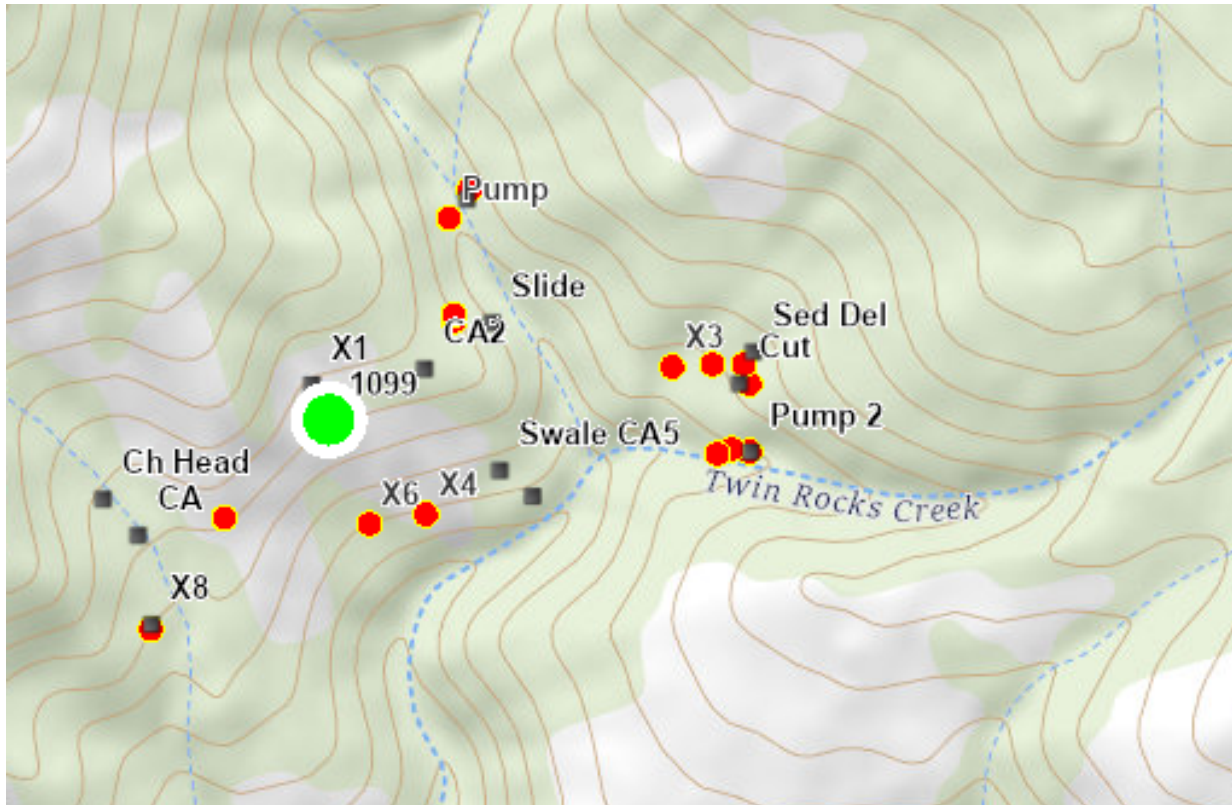 Pump
Slide
CA2
X1
1099
X3
Sed Del
Cut
Pump 2
Swale CA5
Twin Rocks Creek
Ch Head
CA
X6
X4
X8